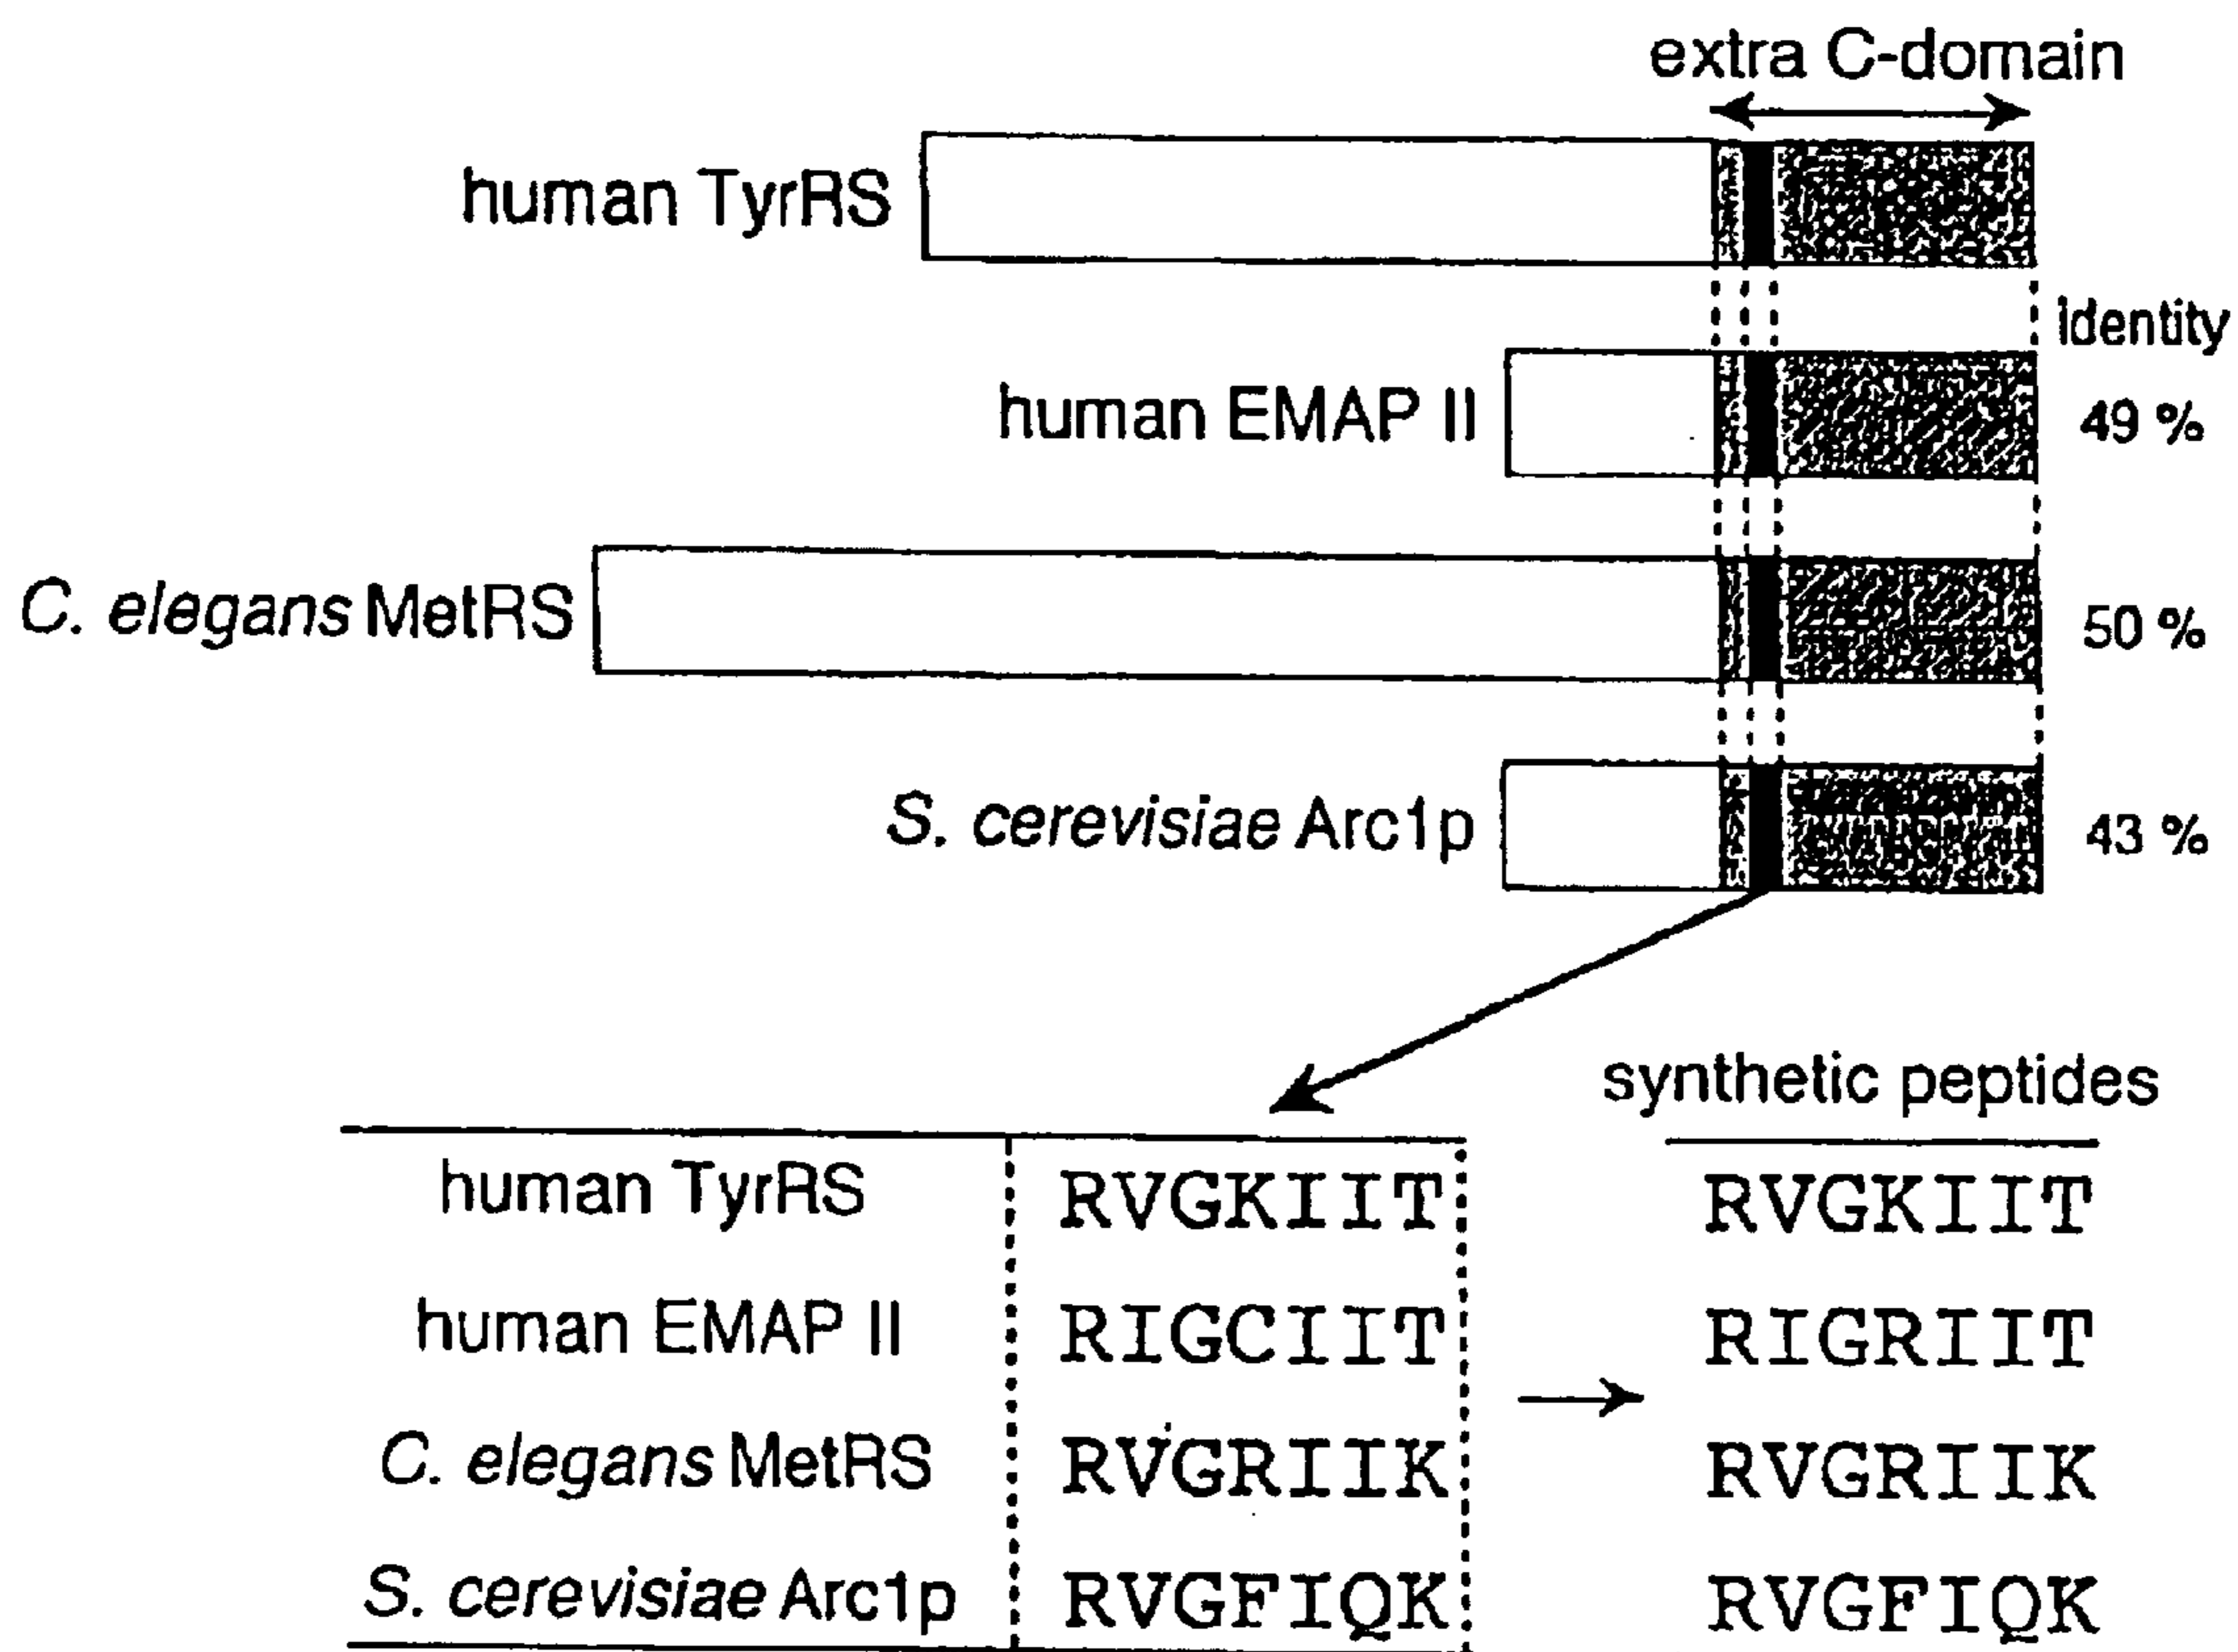 extra C-domain
human TyrRS
identity
human EMAP II
49 %
C. elegans MetRS
50 %
S. cerevisiae Arc1p
43 %
synthetic peptides
human TyrRS RVGKIIT RVGKIIT
human EMAP II RIGCIIT RIGRIIT
C. elegans MetRS RVGRIIK RVGRIIK
S. cerevisiae Arc1p RVGFIQK RVGFIQK